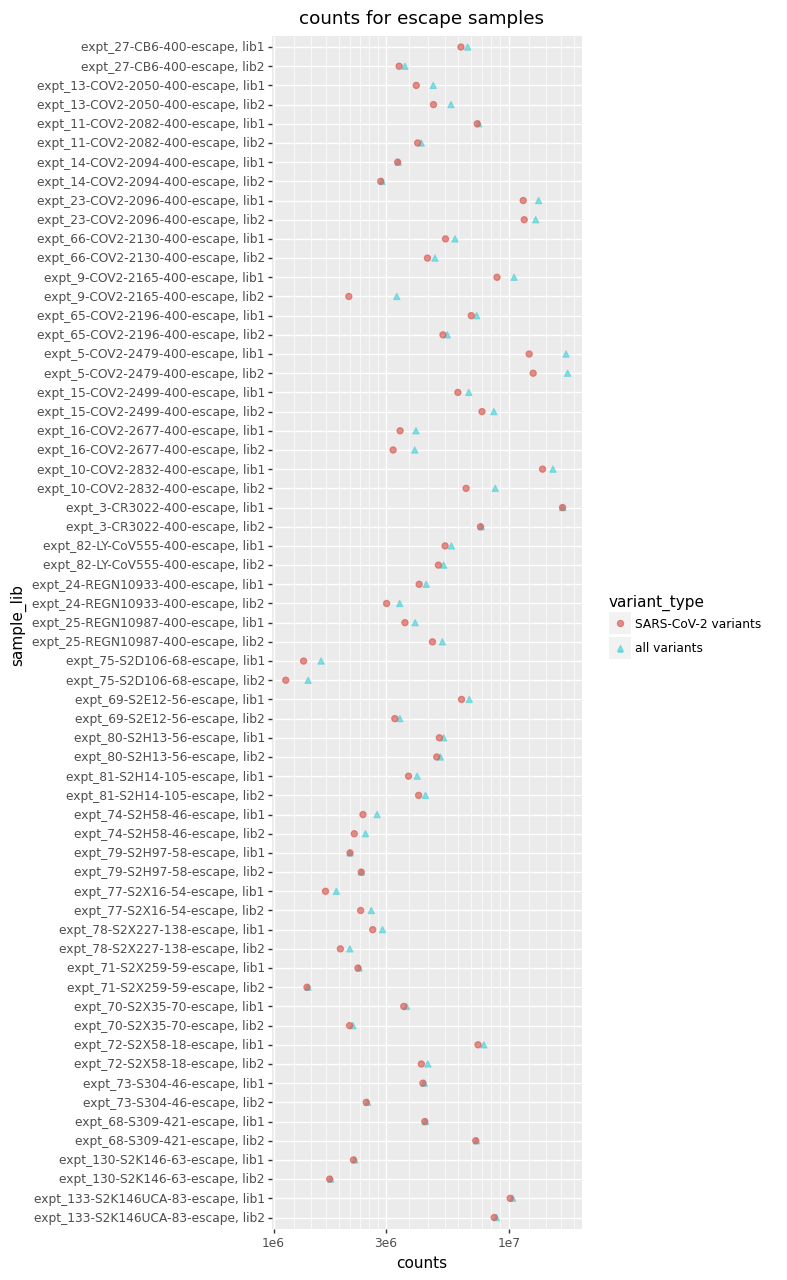 counts for escape samples
expt_27-CB6-400-escape, lib1
expt_27-CB6-400-escape, lib2
expt_13-COV2-2050-400-escape, lib1
expt_13-COV2-2050-400-escape, lib2
expt_11-COV2-2082-400-escape, lib1
expt_11-COV2-2082-400-escape, lib2
expt_14-COV2-2094-400-escape, lib1
expt_14-COV2-2094-400-escape, lib2
expt_23-COV2-2096-400-escape, lib1
expt_23-COV2-2096-400-escape, lib2
expt_66-COV2-2130-400-escape, lib1
expt_66-COV2-2130-400-escape, lib2
expt_9-COV2-2165-400-escape, lib1
expt_9-COV2-2165-400-escape, lib2
expt_65-COV2-2196-400-escape, lib1
expt_65-COV2-2196-400-escape, lib2
expt_5-COV2-2479-400-escape, lib1
expt_5-COV2-2479-400-escape, lib2
expt_15-COV2-2499-400-escape, lib1
expt_15-COV2-2499-400-escape, lib2
expt_16-COV2-2677-400-escape, lib1
expt_16-COV2-2677-400-escape, lib2
expt_10-COV2-2832-400-escape, lib1
expt_10-COV2-2832-400-escape, lib2
expt_3-CR3022-400-escape, lib1
expt_3-CR3022-400-escape, lib2
expt_82-LY-CoV555-400-escape, lib1
expt_82-LY-CoV555-400-escape, lib2
expt_24-REGN10933-400-escape, lib1
expt_24-REGN10933-400-escape, lib2
expt_25-REGN10987-400-escape, lib1
expt_25-REGN10987-400-escape, lib2
expt_75-S2D106-68-escape, lib1
expt_75-S2D106-68-escape, lib2
expt_69-S2E12-56-escape, lib1
expt_69-S2E12-56-escape, lib2
expt_80-S2H13-56-escape, lib1
expt_80-S2H13-56-escape, lib2
expt_81-S2H14-105-escape, lib1
expt_81-S2H14-105-escape, lib2
expt_74-S2H58-46-escape, lib1
expt_74-S2H58-46-escape, lib2
expt_79-S2H97-58-escape, lib1
expt_79-S2H97-58-escape, lib2
expt_77-S2X16-54-escape, lib1
expt_77-S2X16-54-escape, lib2
expt_78-S2X227-138-escape, lib1
expt_78-S2X227-138-escape, lib2
expt_71-S2X259-59-escape, lib1
expt_71-S2X259-59-escape, lib2
expt_70-S2X35-70-escape, lib1
expt_70-S2X35-70-escape, lib2
expt_72-S2X58-18-escape, lib1
expt_72-S2X58-18-escape, lib2
expt_73-S304-46-escape, lib1
expt_73-S304-46-escape, lib2
expt_68-S309-421-escape, lib1
expt_68-S309-421-escape, lib2
expt_130-S2K146-63-escape, lib1
expt_130-S2K146-63-escape, lib2
expt_133-S2K146UCA-83-escape, lib1
expt_133-S2K146UCA-83-escape, lib2
sample_lib
1e6 3e6 1e7
counts
variant_type
SARS-CoV-2 variants
all variants